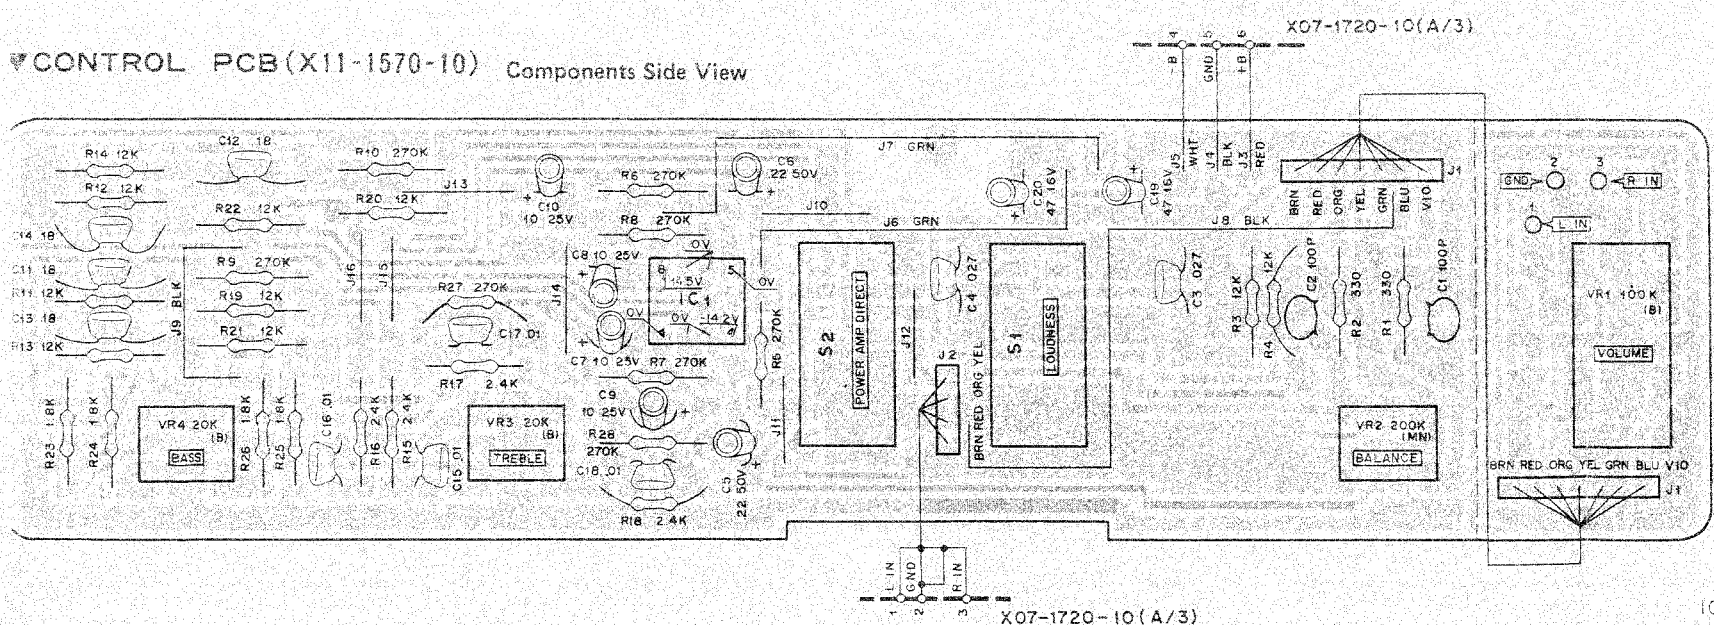 ▼CONTROL PCB(X11-1570-10) Components Side View
X07-1720-10(A/3)
4 5 6
-B GND +B
J5 WHT
J4 BLK
J3 RED
C12 .18
R14 12K
R12 12K
C14 .18
C11 .18
R11 12K
C13 .18
R13 12K
R22 12K
R9 270K
R19 12K
R21 12K
J9 BLK
R10 270K
J13
R20 12K
J16
J15
R27 270K
C17 .01
R17 2.4K
C10
10 25V
J14
R6 270K
R8 270K
C6
22 50V
C8 10 25V
C7 10 25V
R7 270K
0V
8
5
14.5V
IC1
0V
0V
0V
-14.2V
4
R5 270K
C9
10 25V
R28
270K
C18 .01
R18 2.4K
C5
22 50V
J11
J7 GRN
J10
J6 GRN
C20
47 16V
C19
47 16V
S2
POWER AMP DIRECT
J12
J2
BRN RED ORG YEL
C4 .027
S1
LOUDNESS
C3 .027
J8 BLK
J1
BRN
RED
ORG
YEL
GRN
BLU
VIO
R3 12K
R4 12K
C2 100P
R2 330
R1 330
C1 100P
VR2 200K
(MN)
BALANCE
GND
2
3
R IN
L IN
VR1 100K
(B)
VOLUME
BRN RED ORG YEL GRN BLU VIO
J1
R23 1.8K
R24 1.8K
VR4 20K
(B)
BASS
R26 1.8K
R25 1.8K
C16 .01
R16 2.4K
R15 2.4K
C15 .01
VR3 20K
(B)
TREBLE
L IN
GND
R IN
1 2 3
X07-1720-10(A/3)